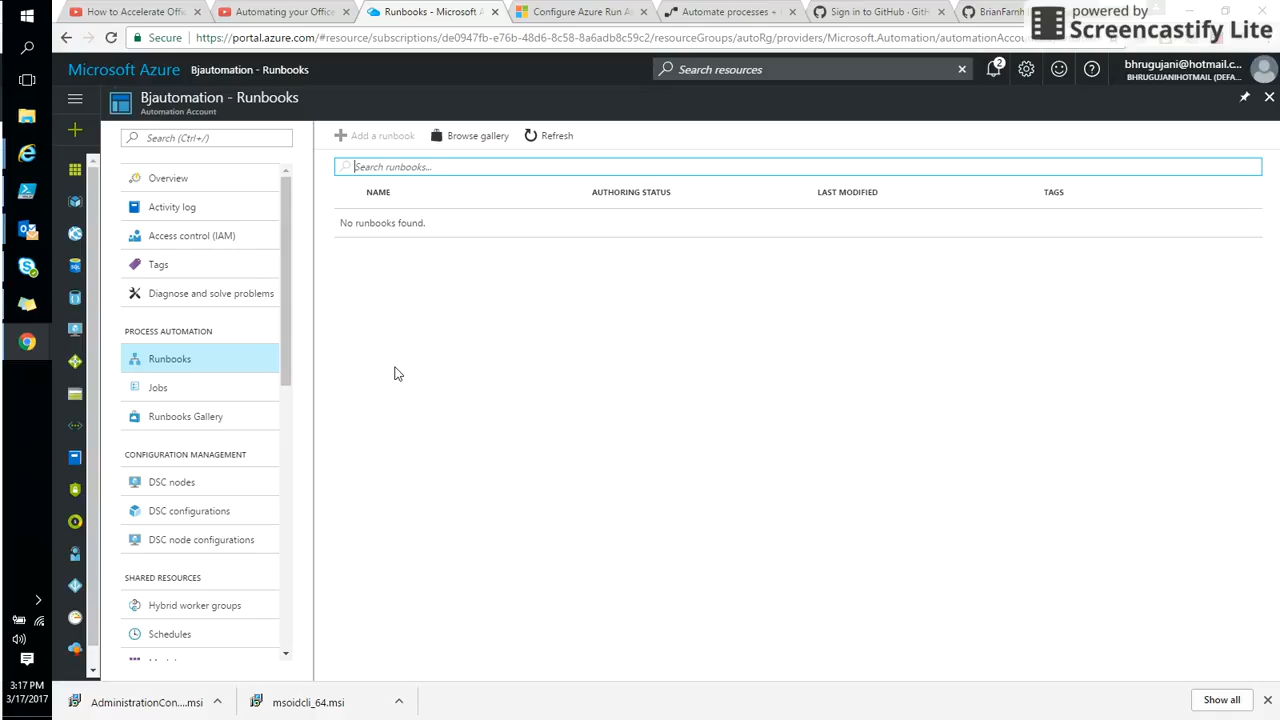 How to Accelerate Offi
Automating your Office
Runbooks - Microsoft A
Configure Azure Run A
Automate processes +
Sign in to GitHub · Gith
BrianFarnh
powered by
Screencastify Lite
Secure
https://portal.azure.com/#resource/subscriptions/de0947fb-e76b-48d6-8c58-8a6adb8c59c2/resourceGroups/autoRg/providers/Microsoft.Automation/automationAccou
Microsoft Azure
Bjautomation - Runbooks
Search resources
2
bhrugujani@hotmail.c...
BHRUGUJANIHOTMAIL (DEFA...
Bjautomation - Runbooks
Automation Account
Search (Ctrl+/)
Add a runbook
Browse gallery
Refresh
Search runbooks...
NAME
AUTHORING STATUS
LAST MODIFIED
TAGS
No runbooks found.
Overview
Activity log
Access control (IAM)
Tags
Diagnose and solve problems
PROCESS AUTOMATION
Runbooks
Jobs
Runbooks Gallery
CONFIGURATION MANAGEMENT
DSC nodes
DSC configurations
DSC node configurations
SHARED RESOURCES
Hybrid worker groups
Schedules
3:17 PM
3/17/2017
AdministrationCon....msi
msoidcli_64.msi
Show all